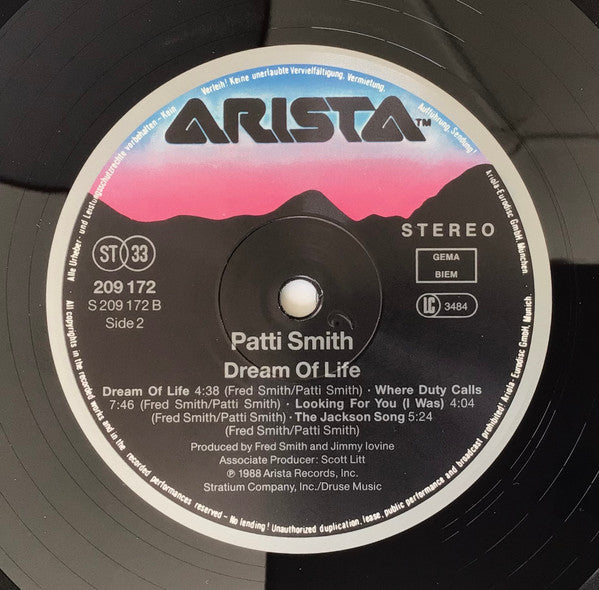 Alle Urheber- und Leistungsschutzrechte vorbehalten - Kein Verleih! Keine unerlaubte Vervielfältigung, Vermietung, Aufführung, Sendung!
Ariola-Eurodisc GmbH, München.
ARISTA™
STEREO
ST 33
GEMA
BIEM
209 172
S 209 172 B
LC 3484
Side 2
Patti Smith
Dream Of Life
Dream Of Life 4:38 (Fred Smith/Patti Smith) · Where Duty Calls
7:46 (Fred Smith/Patti Smith) · Looking For You (I Was) 4:04
(Fred Smith/Patti Smith) · The Jackson Song 5:24
(Fred Smith/Patti Smith)
Produced by Fred Smith and Jimmy Iovine
Associate Producer: Scott Litt
℗ 1988 Arista Records, Inc.
Stratium Company, Inc./Druse Music
All copyrights in the recorded works and in the recorded performances reserved - No lending! Unauthorized duplication, lease, public performance and broadcast prohibited! Ariola-Eurodisc GmbH, Munich.